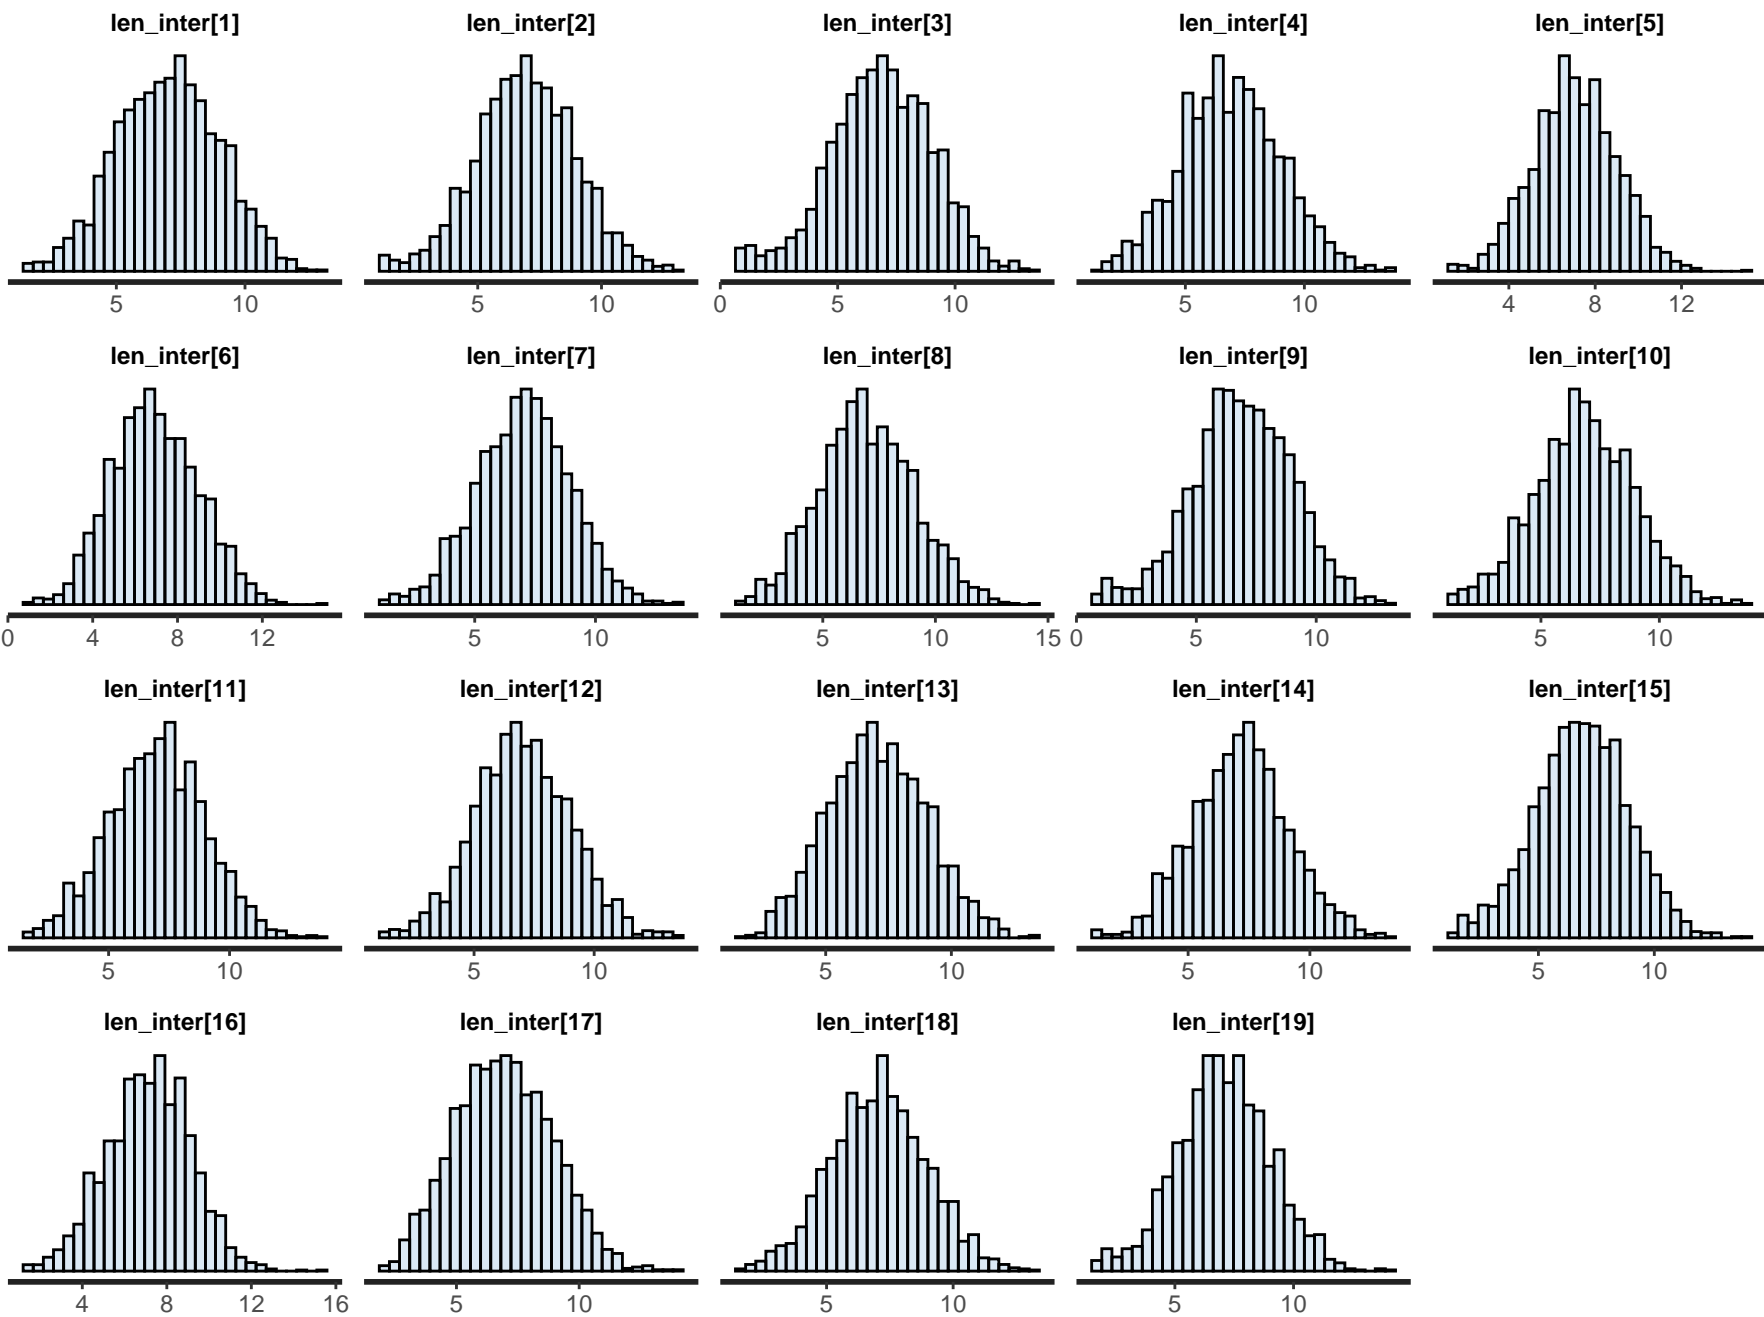 len_inter[1] len_inter[2] len_inter[3] len_inter[4] len_inter[5]
5 10 5 10 0 5 10 5 10 4 8 12
len_inter[6] len_inter[7] len_inter[8] len_inter[9] len_inter[10]
0 4 8 12 5 10 5 10 15 0 5 10 5 10
len_inter[11] len_inter[12] len_inter[13] len_inter[14] len_inter[15]
5 10 5 10 5 10 5 10 5 10
len_inter[16] len_inter[17] len_inter[18] len_inter[19]
4 8 12 16 5 10 5 10 5 10